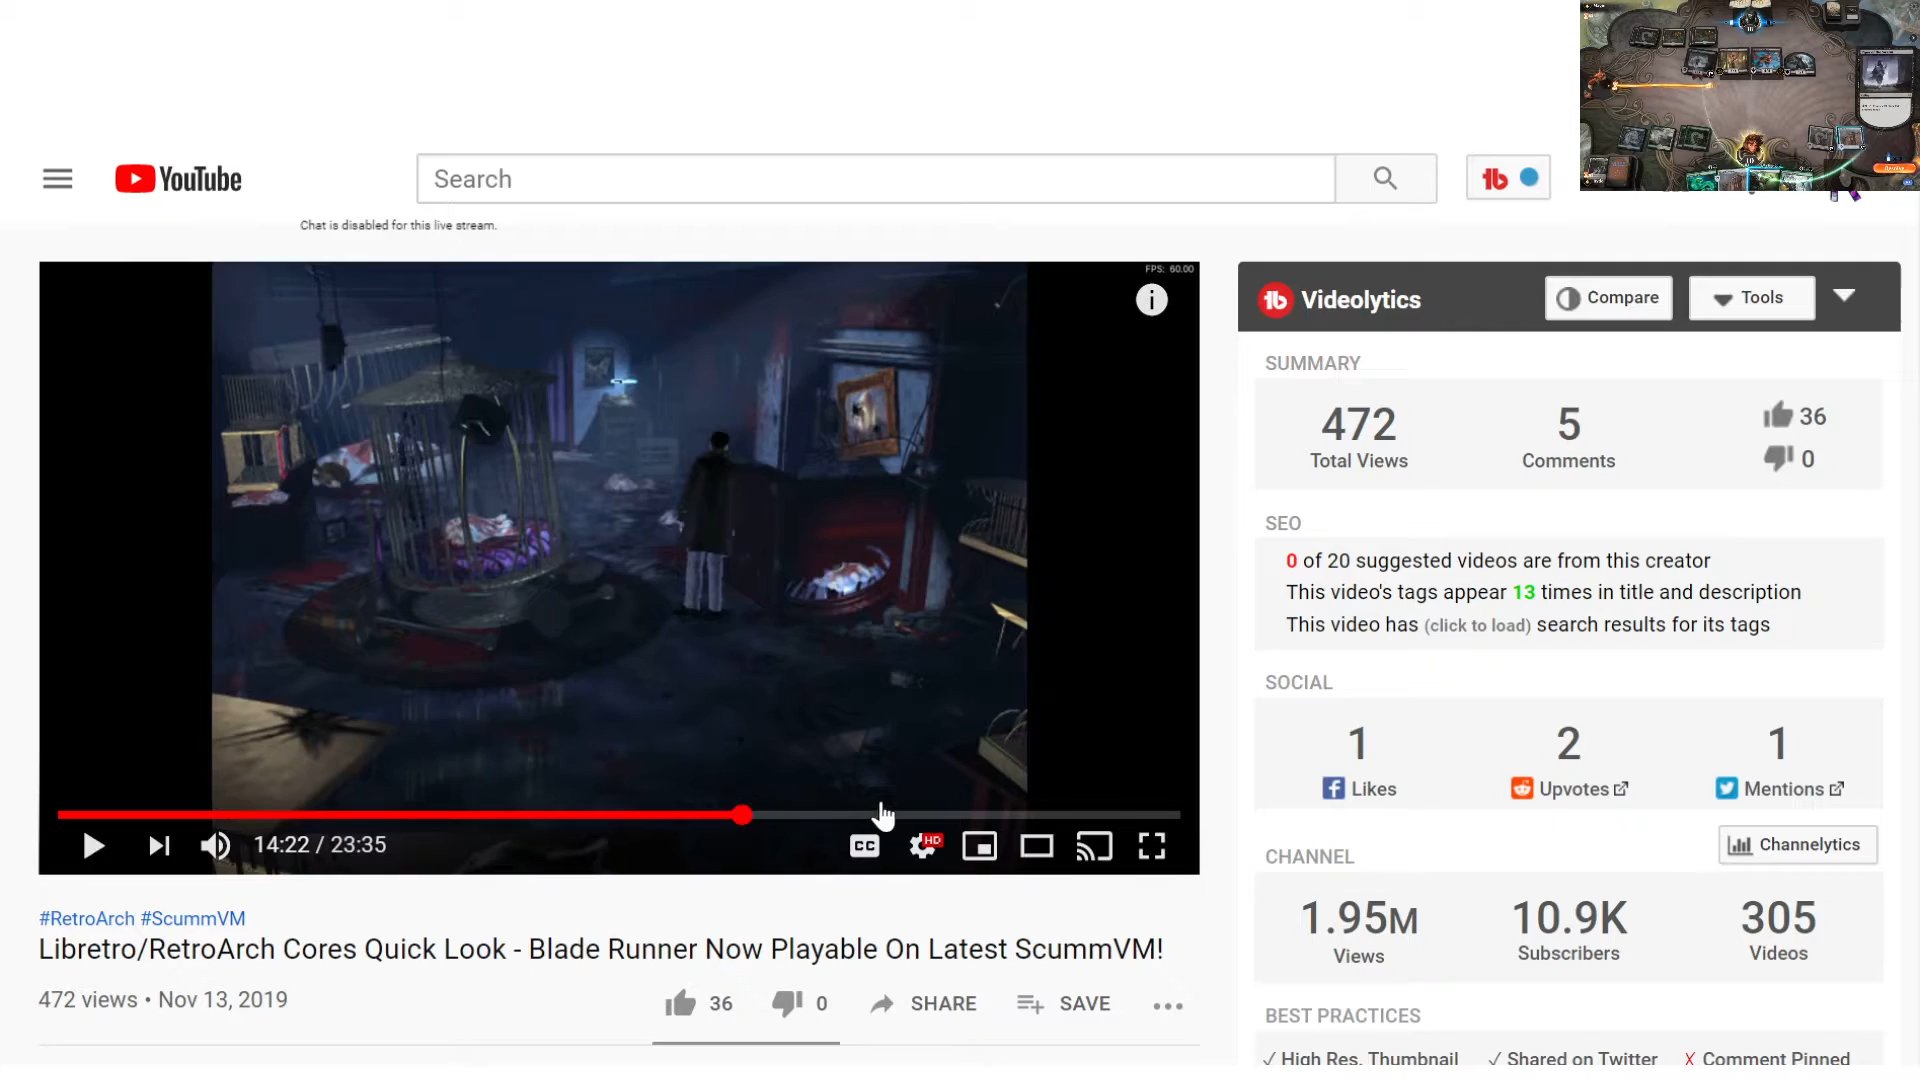 YouTube
Search
Chat is disabled for this live stream.
FPS: 60.00
14:22 / 23:35
CC
HD
#RetroArch #ScummVM
Libretro/RetroArch Cores Quick Look - Blade Runner Now Playable On Latest ScummVM!
472 views • Nov 13, 2019
36
0
SHARE
SAVE
Videolytics
Compare
Tools
SUMMARY
472
Total Views
5
Comments
36
0
SEO
0 of 20 suggested videos are from this creator
This video's tags appear 13 times in title and description
This video has (click to load) search results for its tags
SOCIAL
1
Likes
2
Upvotes
1
Mentions
CHANNEL
Channelytics
1.95M
Views
10.9K
Subscribers
305
Videos
BEST PRACTICES
✓ High Res. Thumbnail ✓ Shared on Twitter X Comment Pinned